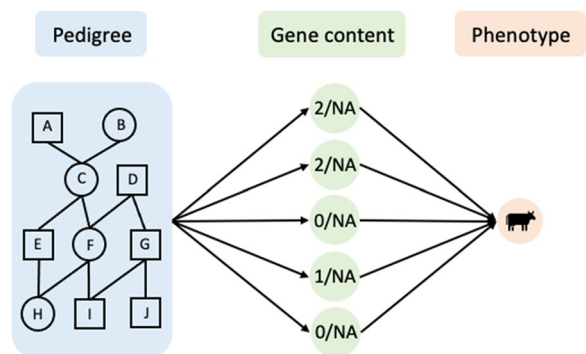 Pedigree
Gene content
Phenotype
A
B
C
D
E
F
G
H
I
J
2/NA
2/NA
0/NA
1/NA
0/NA